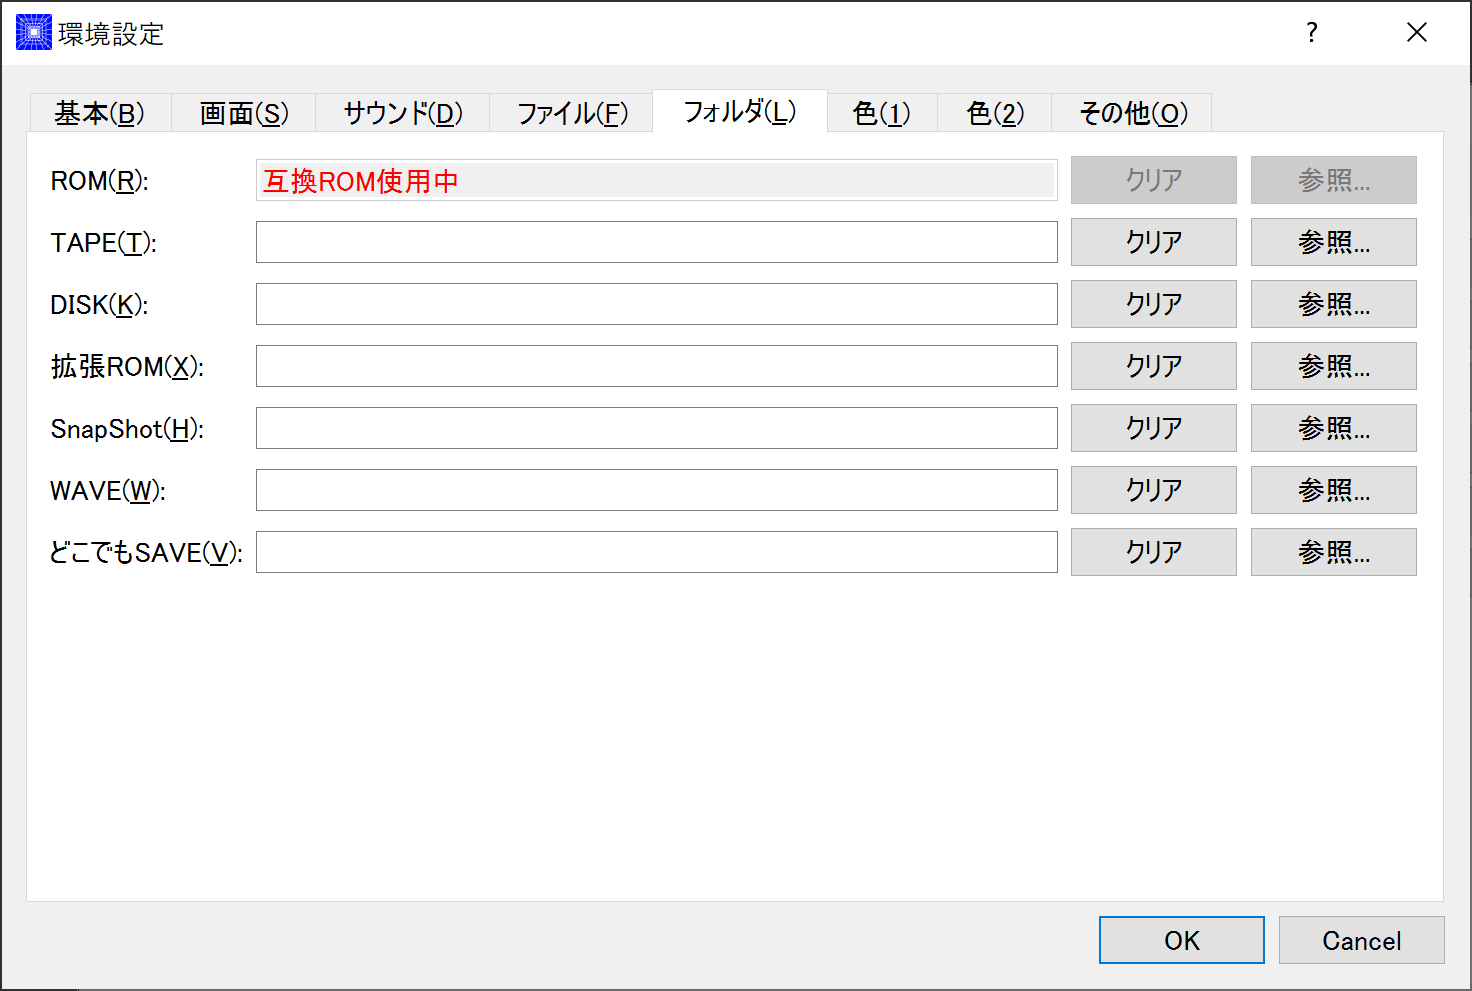 環境設定
基本(B) 画面(S) サウンド(D) ファイル(F) フォルダ(L) 色(1) 色(2) その他(O)
ROM(R): 互換ROM使用中 クリア 参照...
TAPE(T): クリア 参照...
DISK(K): クリア 参照...
拡張ROM(X): クリア 参照...
SnapShot(H): クリア 参照...
WAVE(W): クリア 参照...
どこでもSAVE(V): クリア 参照...
OK Cancel